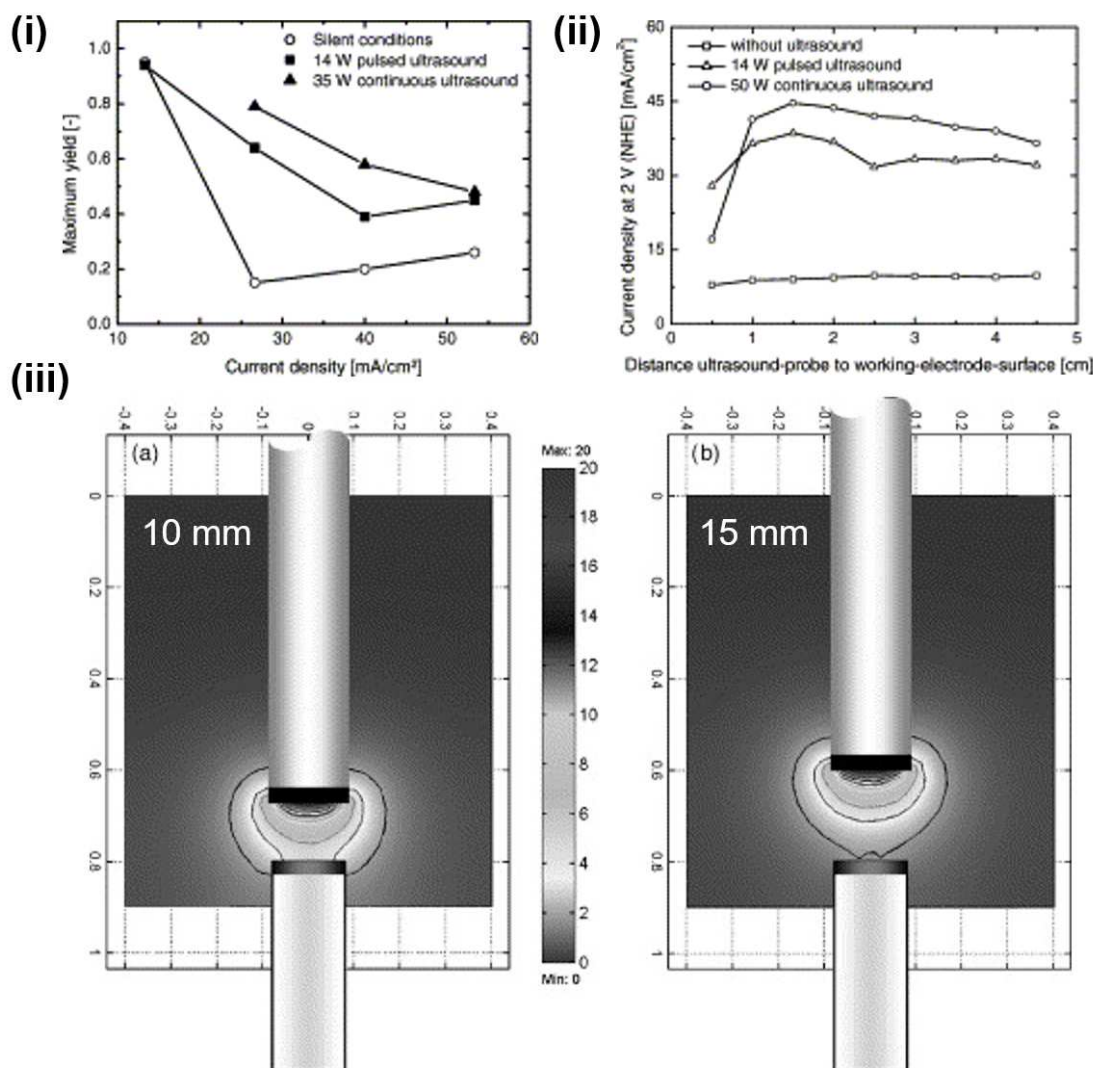 (i)
Silent conditions
14 W pulsed ultrasound
35 W continuous ultrasound
1.0
0.8
0.6
0.4
0.2
0.0
Maximum yield [-]
10 20 30 40 50 60
Current density [mA/cm²]
(ii)
without ultrasound
14 W pulsed ultrasound
50 W continuous ultrasound
60
45
30
15
0
Current density at 2 V (NHE) [mA/cm²]
0 1 2 3 4 5
Distance ultrasound-probe to working-electrode-surface [cm]
(iii)
-0.4 -0.3 -0.2 -0.1 0.0 0.1 0.2 0.3 0.4
(a)
10 mm
0
0.2
0.4
0.6
0.8
1
Max: 20
20
18
16
14
12
10
8
6
4
2
0
Min: 0
-0.4 -0.3 -0.2 -0.1 0.0 0.1 0.2 0.3 0.4
(b)
15 mm
0
0.2
0.4
0.6
0.8
1